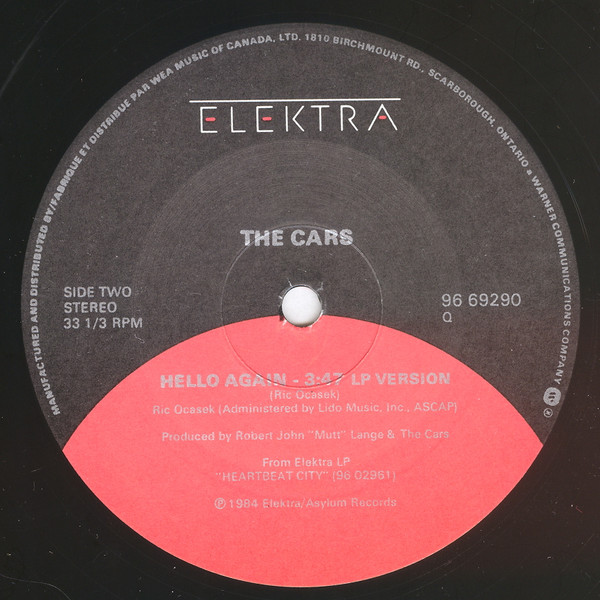 MANUFACTURED AND DISTRIBUTED BY/FABRIQUE ET DISTRIBUE PAR WEA MUSIC OF CANADA, LTD. 1810 BIRCHMOUNT RD., SCARBOROUGH, ONTARIO a WARNER COMMUNICATIONS COMPANY
ELEKTRA
THE CARS
SIDE TWO
STEREO
33 1/3 RPM
96 69290
Q
HELLO AGAIN - 3:47 LP VERSION
(Ric Ocasek)
Ric Ocasek (Administered by Lido Music, Inc., ASCAP)
Produced by Robert John "Mutt" Lange & The Cars
From Elektra LP
"HEARTBEAT CITY" (96 02961)
℗ 1984 Elektra/Asylum Records